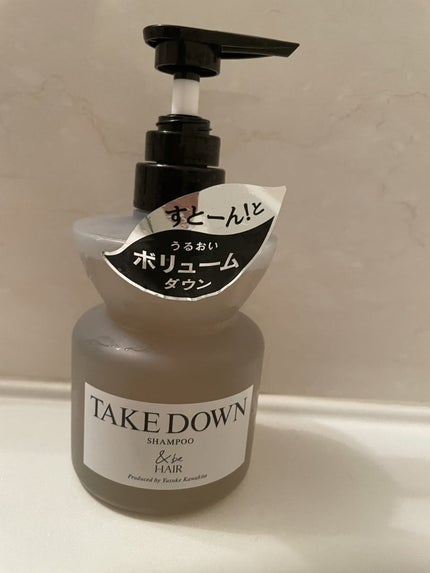 すとーん!と
うるおい
ボリューム
ダウン
TAKE DOWN
SHAMPOO
& be
HAIR
Produced by Yusuke Kawakita